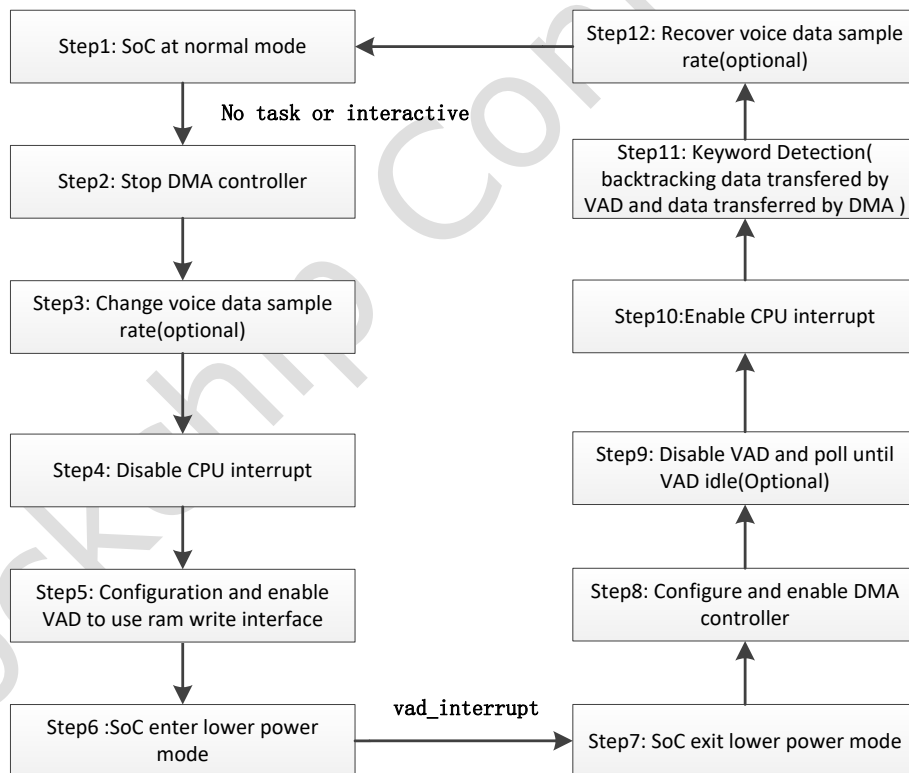 Step1: SoC at normal mode
No task or interactive
Step2: Stop DMA controller
Step3: Change voice data sample
rate(optional)
Step4: Disable CPU interrupt
Step5: Configuration and enable
VAD to use ram write interface
Step6 :SoC enter lower power
mode
vad_interrupt
Step7: SoC exit lower power mode
Step8: Configure and enable DMA
controller
Step9: Disable VAD and poll until
VAD idle(Optional)
Step10:Enable CPU interrupt
Step11: Keyword Detection(
backtracking data transfered by
VAD and data transferred by DMA )
Step12: Recover voice data sample
rate(optional)